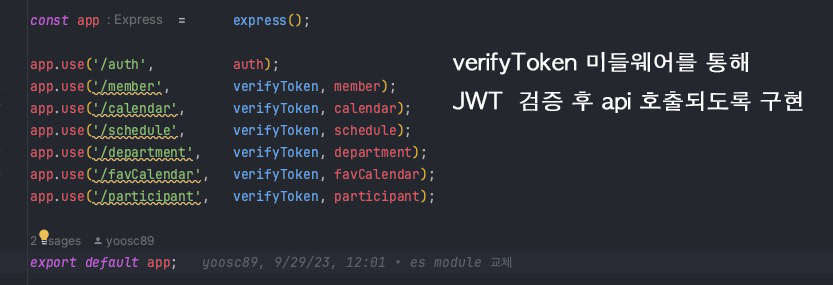 const app : Express = express();
app.use('/auth', auth);
app.use('/member', verifyToken, member);
app.use('/calendar', verifyToken, calendar);
app.use('/schedule', verifyToken, schedule);
app.use('/department', verifyToken, department);
app.use('/favCalendar', verifyToken, favCalendar);
app.use('/participant', verifyToken, participant);
verifyToken 미들웨어를 통해
JWT 검증 후 api 호출되도록 구현
2 usages yoosc89
export default app; yoosc89, 9/29/23, 12:01 • es module 교체